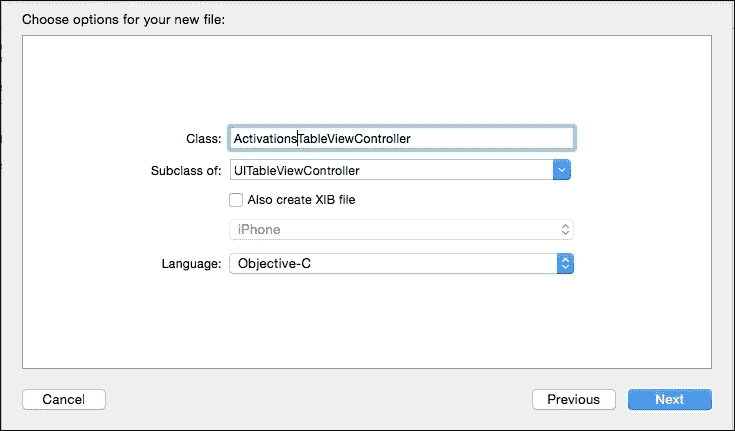 Choose options for your new file:
Class: ActivationsTableViewController
Subclass of: UITableViewController
Also create XIB file
iPhone
Language: Objective-C
Cancel Previous Next